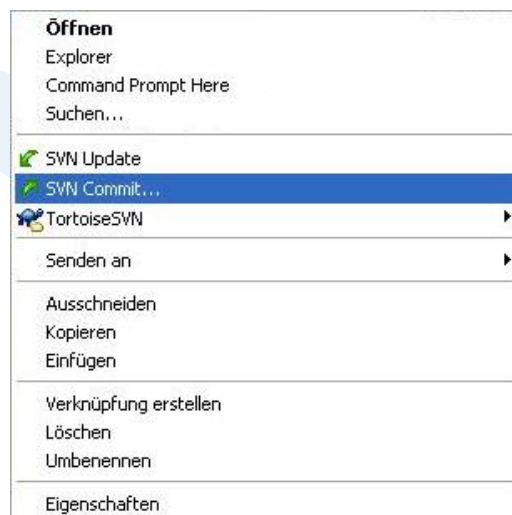 Öffnen
Explorer
Command Prompt Here
Suchen...
SVN Update
SVN Commit...
TortoiseSVN
Senden an
Ausschneiden
Kopieren
Einfügen
Verknüpfung erstellen
Löschen
Umbenennen
Eigenschaften